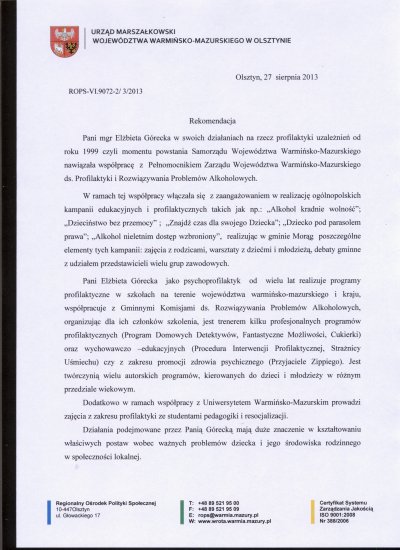 URZĄD MARSZAŁKOWSKI
WOJEWÓDZTWA WARMIŃSKO-MAZURSKIEGO W OLSZTYNIE
Olsztyn, 27 sierpnia 2013
ROPS-VI.9072-2/ 3/2013
Rekomendacja
Pani mgr Elżbieta Górecka w swoich działaniach na rzecz profilaktyki uzależnień od
roku 1999 czyli momentu powstania Samorządu Województwa Warmińsko-Mazurskiego
nawiązała współpracę z Pełnomocnikiem Zarządu Województwa Warmińsko-Mazurskiego
ds. Profilaktyki i Rozwiązywania Problemów Alkoholowych.
W ramach tej współpracy włączała się z zaangażowaniem w realizację ogólnopolskich
kampanii edukacyjnych i profilaktycznych takich jak np.: „Alkohol kradnie wolność";
„Dzieciństwo bez przemocy" ; „Znajdź czas dla swojego Dziecka"; „Dziecko pod parasolem
prawa"; „Alkohol nieletnim dostęp wzbroniony", realizując w gminie Morąg poszczególne
elementy tych kampanii: zajęcia z rodzicami, warsztaty z dziećmi i młodzieżą, debaty gminne
z udziałem przedstawicieli wielu grup zawodowych.
Pani Elżbieta Górecka jako psychoprofilaktyk od wielu lat realizuje programy
profilaktyczne w szkołach na terenie województwa warmińsko-mazurskiego i kraju,
współpracuje z Gminnymi Komisjami ds. Rozwiązywania Problemów Alkoholowych,
organizując dla ich członków szkolenia, jest trenerem kilku profesjonalnych programów
profilaktycznych (Program Domowych Detektywów, Fantastyczne Możliwości, Cukierki)
oraz wychowawczo –edukacyjnych (Procedura Interwencji Profilaktycznej, Strażnicy
Uśmiechu) czy z zakresu promocji zdrowia psychicznego (Przyjaciele Zippiego). Jest
twórczynią wielu autorskich programów, kierowanych do dzieci i młodzieży w różnym
przedziale wiekowym.
Dodatkowo w ramach współpracy z Uniwersytetem Warmińsko-Mazurskim prowadzi
zajęcia z zakresu profilaktyki ze studentami pedagogiki i resocjalizacji.
Działania podejmowane przez Panią Górecką mają duże znaczenie w kształtowaniu
właściwych postaw wobec ważnych problemów dziecka i jego środowiska rodzinnego
w społeczności lokalnej.
Regionalny Ośrodek Polityki Społecznej
10-447Olsztyn
ul. Głowackiego 17
T: +48 89 521 95 00
F: +48 89 521 95 09
E: rops@warmia.mazury.pl
W: www.wrota.warmia.mazury.pl
Certyfikat Systemu
Zarządzania Jakością
ISO 9001:2008
Nr 388/2006